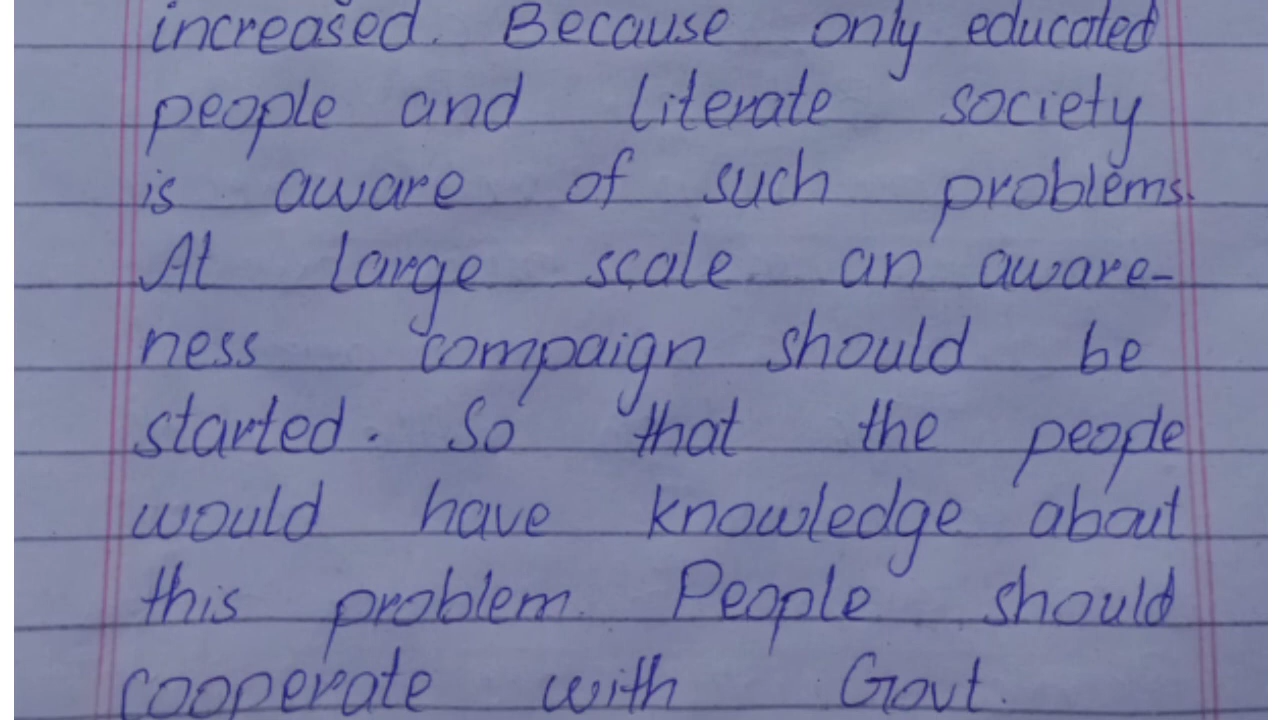 increased. Because only educated
people and literate society
is aware of such problems.
At large scale an aware-
ness compaign should be
started. So that the people
would have knowledge about
this problem. People should
cooperate with Govt.